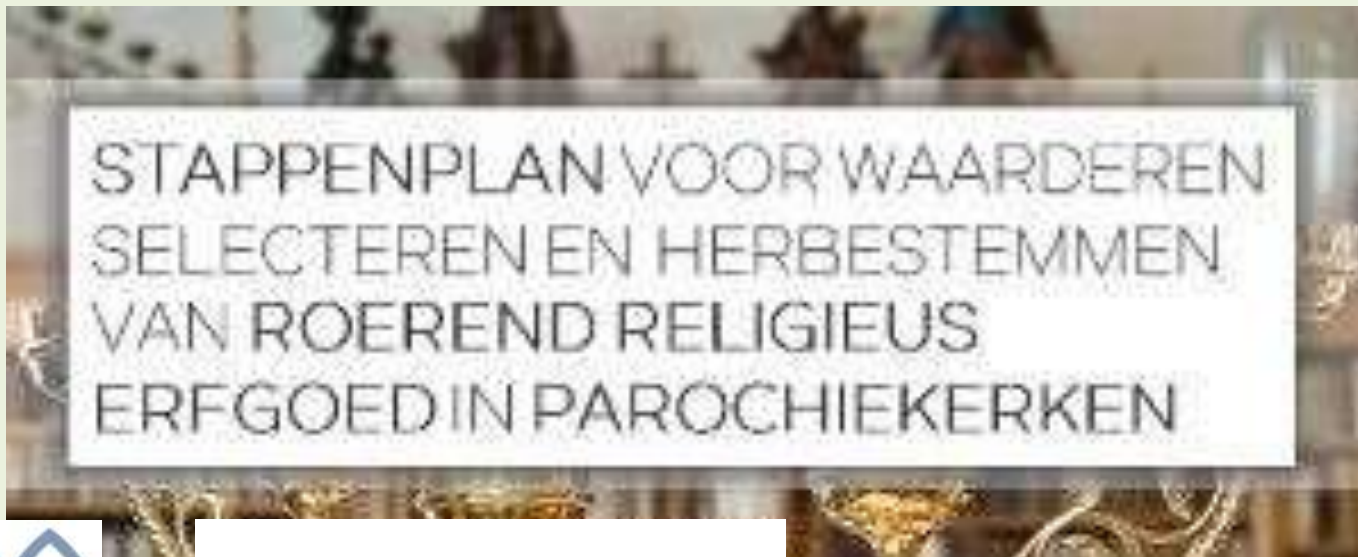 STAPPENPLAN VOOR WAARDEREN
SELECTEREN EN HERBESTEMMEN
VAN ROEREND RELIGIEUS
ERFGOED IN PAROCHIEKERKEN